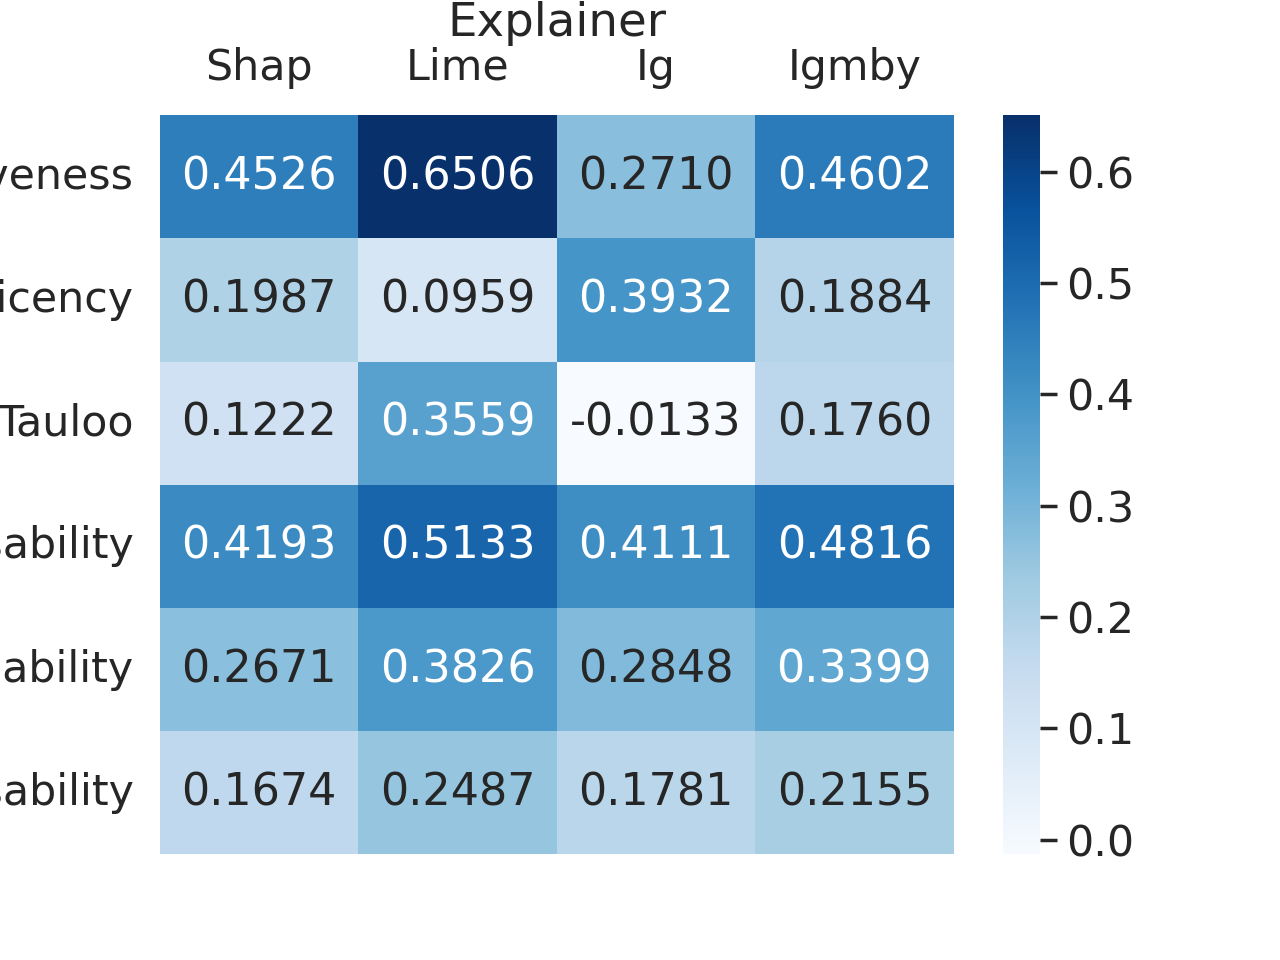 Explainer
Shap Lime Ig Igmby
veness 0.4526 0.6506 0.2710 0.4602
icency 0.1987 0.0959 0.3932 0.1884
Tauloo 0.1222 0.3559 -0.0133 0.1760
ability 0.4193 0.5133 0.4111 0.4816
ability 0.2671 0.3826 0.2848 0.3399
ability 0.1674 0.2487 0.1781 0.2155
0.6
0.5
0.4
0.3
0.2
0.1
0.0